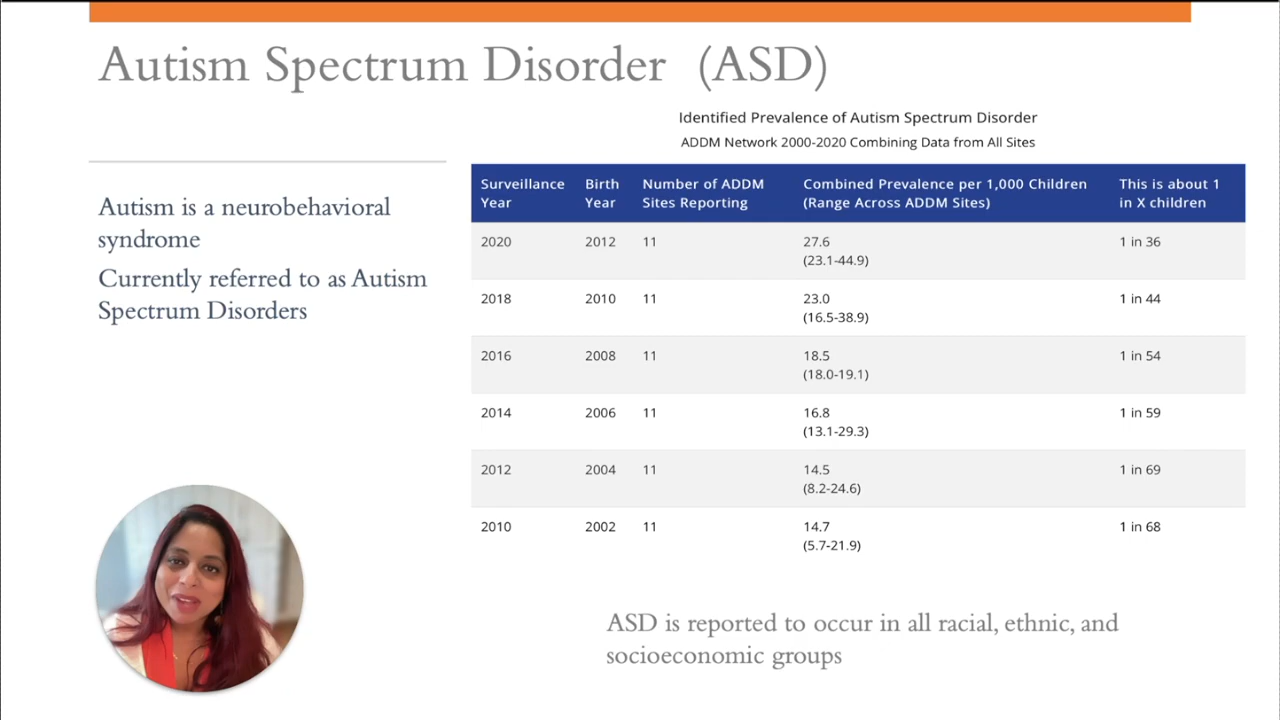 Autism Spectrum Disorder (ASD)
Autism is a neurobehavioral
syndrome
Currently referred to as Autism
Spectrum Disorders
Identified Prevalence of Autism Spectrum Disorder
ADDM Network 2000-2020 Combining Data from All Sites
Surveillance Year Birth Year Number of ADDM Sites Reporting Combined Prevalence per 1,000 Children (Range Across ADDM Sites) This is about 1 in X children
2020 2012 11 27.6 (23.1-44.9) 1 in 36
2018 2010 11 23.0 (16.5-38.9) 1 in 44
2016 2008 11 18.5 (18.0-19.1) 1 in 54
2014 2006 11 16.8 (13.1-29.3) 1 in 59
2012 2004 11 14.5 (8.2-24.6) 1 in 69
2010 2002 11 14.7 (5.7-21.9) 1 in 68
ASD is reported to occur in all racial, ethnic, and
socioeconomic groups